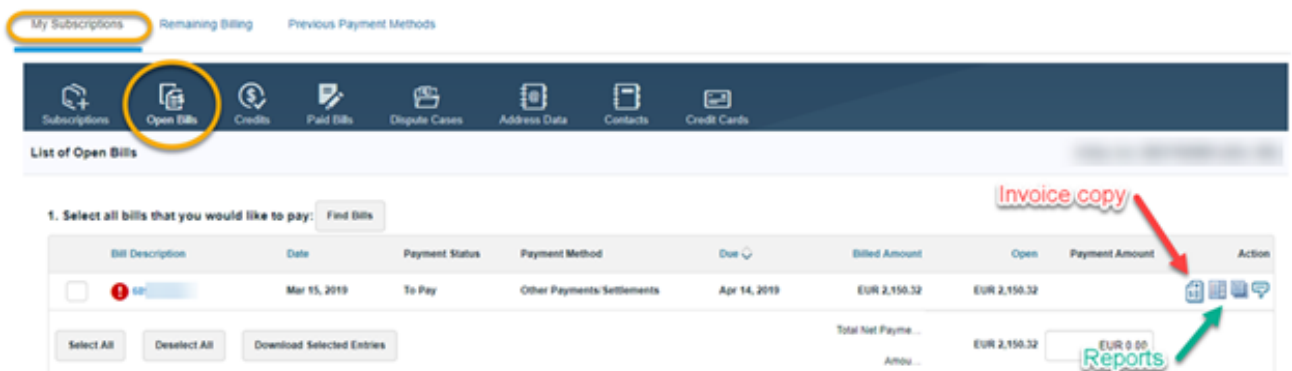 My Subscriptions Remaining Billing Previous Payment Methods
Subscriptions Open Bills Credits Paid Bills Dispute Cases Address Data Contacts Credit Cards
List of Open Bills
Invoice copy
1. Select all bills that you would like to pay: Find Bills
Bill Description Date Payment Status Payment Method Due Billed Amount Open Payment Amount Action
Mar 15, 2019 To Pay Other Payments/Settlements Apr 14, 2019 EUR 2,150.32 EUR 2,150.32
Total Net Payme...
Select All Deselect All Download Selected Entries EUR 2,150.32 EUR 0.00
Amou...
Reports